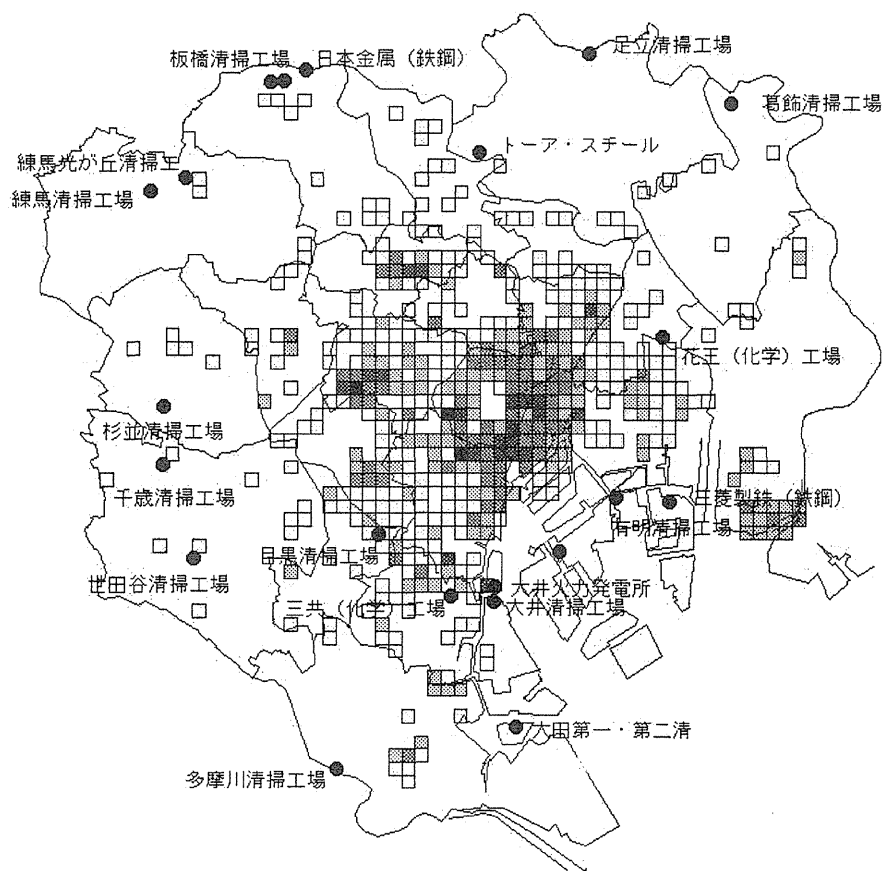 足立清掃工場
板橋清掃工場
日本金属（鉄鋼）
葛飾清掃工場
トーア・スチール
練馬光が丘清掃工
練馬清掃工場
花王（化学）工場
杉並清掃工場
千歳清掃工場
三菱製鉄（鉄鋼）
有明清掃工場
目黒清掃工場
世田谷清掃工場
大井火力発電所
三共（化学）工場
大井清掃工場
大田第一・第二清
多摩川清掃工場